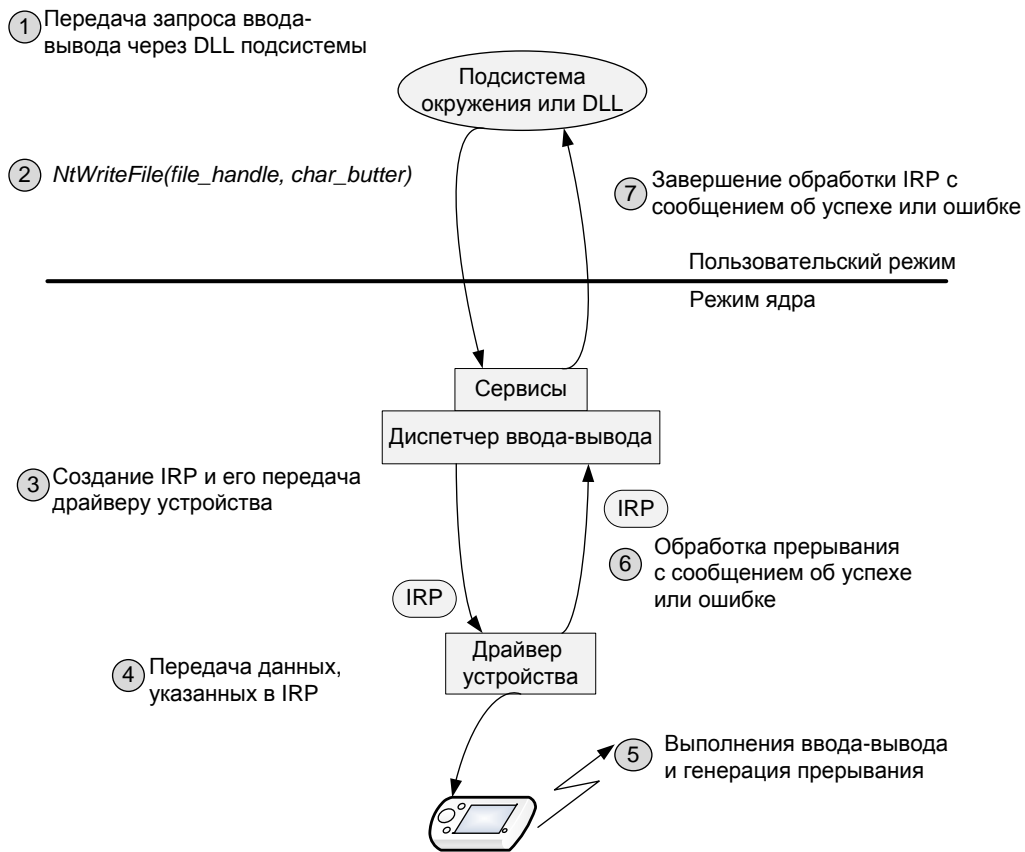 1 Передача запроса ввода-
вывода через DLL подсистемы
Подсистема
окружения или DLL
2 NtWriteFile(file_handle, char_butter)
7 Завершение обработки IRP с
сообщением об успехе или ошибке
Пользовательский режим
Режим ядра
Сервисы
Диспетчер ввода-вывода
3 Создание IRP и его передача
драйверу устройства
IRP
6 Обработка прерывания
с сообщением об успехе
или ошибке
IRP
Драйвер
устройства
4 Передача данных,
указанных в IRP
5 Выполнения ввода-вывода
и генерация прерывания